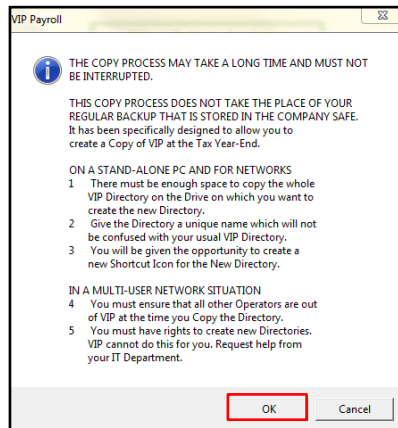 VIP Payroll
THE COPY PROCESS MAY TAKE A LONG TIME AND MUST NOT
BE INTERRUPTED.
THIS COPY PROCESS DOES NOT TAKE THE PLACE OF YOUR
REGULAR BACKUP THAT IS STORED IN THE COMPANY SAFE.
It has been specifically designed to allow you to
create a Copy of VIP at the Tax Year-End.
ON A STAND-ALONE PC AND FOR NETWORKS
1 There must be enough space to copy the whole
VIP Directory on the Drive on which you want to
create the new Directory.
2 Give the Directory a unique name which will not
be confused with your usual VIP Directory.
3 You will be given the opportunity to create a
new Shortcut Icon for the New Directory.
IN A MULTI-USER NETWORK SITUATION
4 You must ensure that all other Operators are out
of VIP at the time you Copy the Directory.
5 You must have rights to create new Directories.
VIP cannot do this for you. Request help from
your IT Department.
OK Cancel